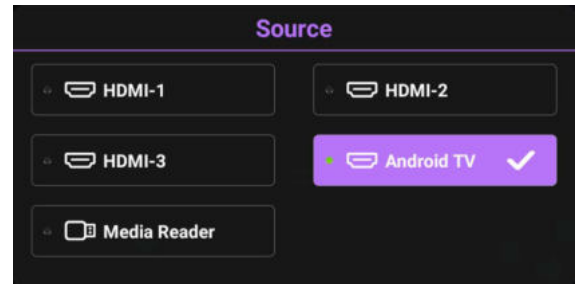 Source
HDMI-1
HDMI-2
HDMI-3
Android TV
Media Reader